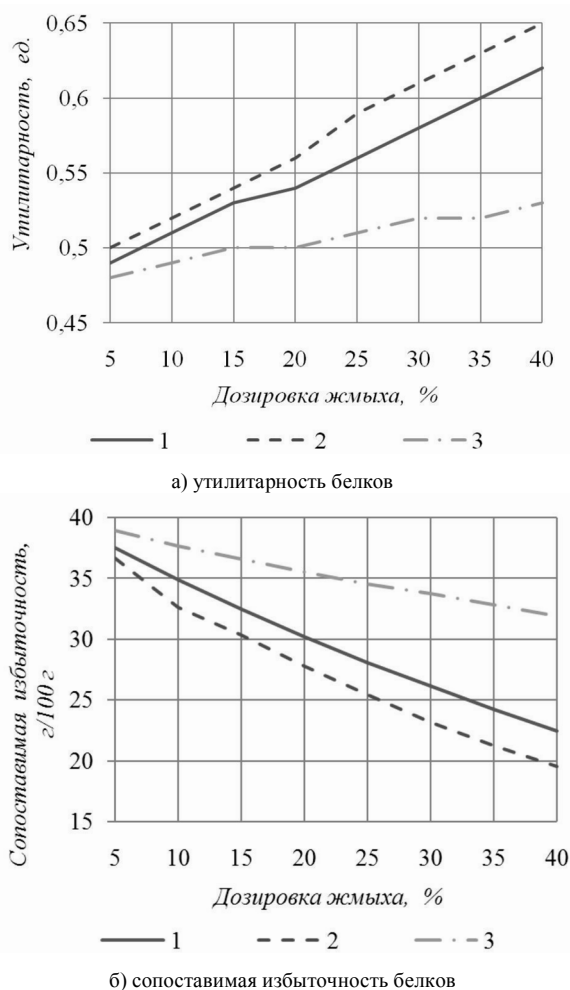 Утилитарность, ед.
0,65
0,6
0,55
0,5
0,45
5 10 15 20 25 30 35 40
Дозировка жмыха, %
1 2 3
а) утилитарность белков
Сопоставимая избыточность,
г/100 г
40
35
30
25
20
15
5 10 15 20 25 30 35 40
Дозировка жмыха, %
1 2 3
б) сопоставимая избыточность белков